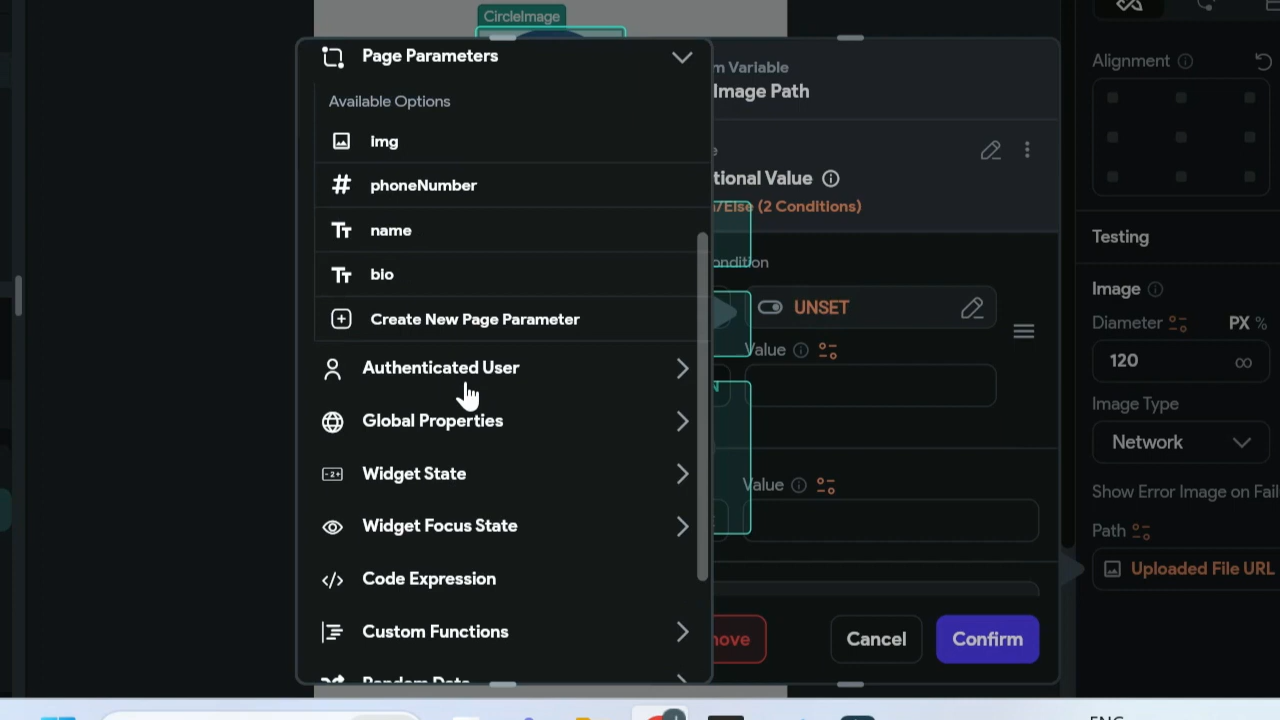 CircleImage
Page Parameters
Available Options
img
phoneNumber
name
bio
Create New Page Parameter
Authenticated User
Global Properties
Widget State
Widget Focus State
Code Expression
Custom Functions
Random Data
Variable
Image Path
tional Value
/Else (2 Conditions)
ondition
UNSET
Value
Value
Cancel
Confirm
Alignment
Testing
Image
Diameter
PX %
120
∞
Image Type
Network
Show Error Image on Fail
Path
Uploaded File URL
ENG